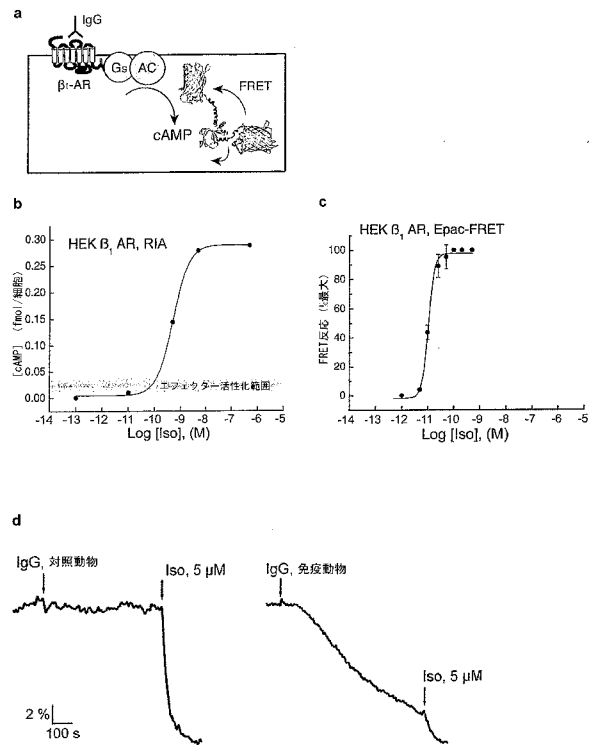 a
IgG
Gs
AC
β₁-AR
FRET
cAMP
b
HEK ß₁ AR, RIA
[cAMP] (fmol/細胞)
0.30
0.25
0.20
0.15
0.10
0.05
0.00
エフェクター活性化範囲
-14 -13 -12 -11 -10 -9 -8 -7 -6 -5
Log [Iso], (M)
c
HEK ß₁ AR, Epac-FRET
FRET反応 (%最大)
100
80
60
40
20
0
-14 -13 -12 -11 -10 -9 -8 -7 -6 -5
Log [Iso], (M)
d
IgG, 対照動物
Iso, 5 μM
IgG, 免疫動物
Iso, 5 μM
2 %
100 s